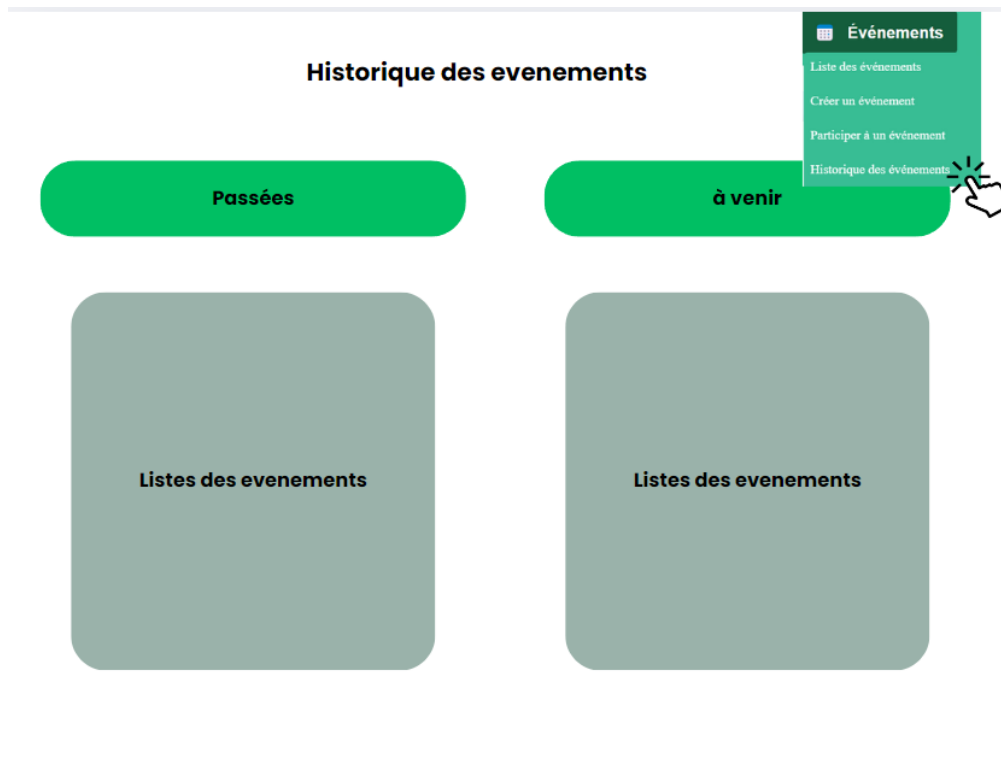 Événements
Historique des evenements
Liste des événements
Créer un événement
Participer à un événement
Historique des événements
Passées
à venir
Listes des evenements
Listes des evenements